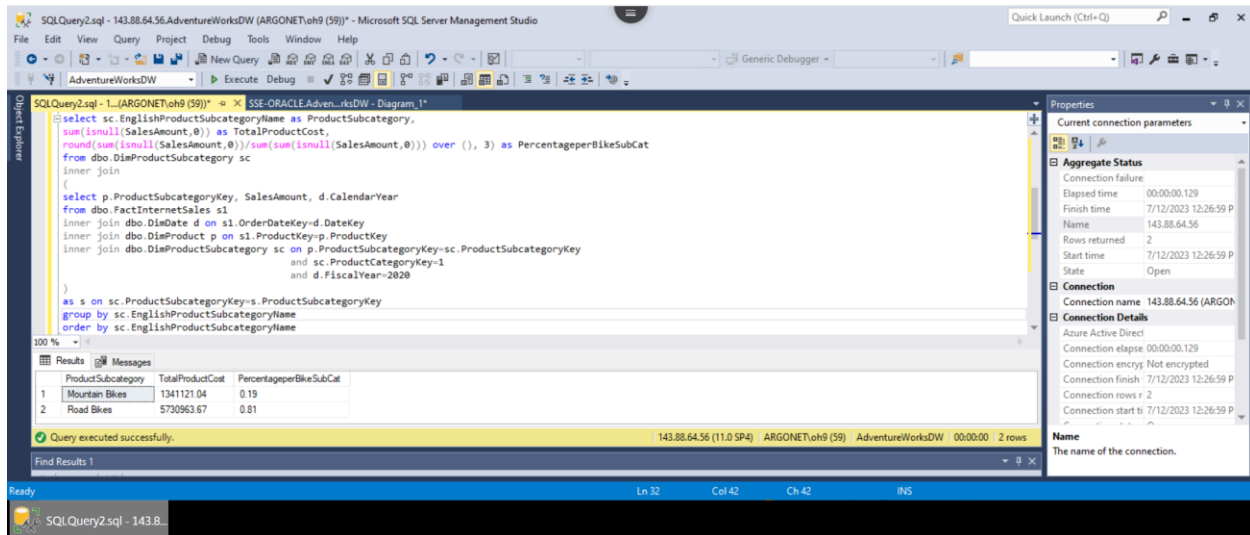 SQLQuery2.sql - 143.88.64.56.AdventureWorksDW (ARGONET\oh9 (59))* - Microsoft SQL Server Management Studio
Quick Launch (Ctrl+Q)
File Edit View Query Project Debug Tools Window Help
New Query
Generic Debugger
AdventureWorksDW
Execute Debug
Object Explorer
SQLQuery2.sql - 1...(ARGONET\oh9 (59))*
SSE-ORACLE.Adven...rksDW - Diagram_1*
select sc.EnglishProductSubcategoryName as ProductSubcategory,
sum(isnull(SalesAmount,0)) as TotalProductCost,
round(sum(isnull(SalesAmount,0))/sum(sum(isnull(SalesAmount,0))) over (), 3) as PercentageperBikeSubCat
from dbo.DimProductSubcategory sc
inner join
(
select p.ProductSubcategoryKey, SalesAmount, d.CalendarYear
from dbo.FactInternetSales s1
inner join dbo.DimDate d on s1.OrderDateKey=d.DateKey
inner join dbo.DimProduct p on s1.ProductKey=p.ProductKey
inner join dbo.DimProductSubcategory sc on p.ProductSubcategoryKey=sc.ProductSubcategoryKey
and sc.ProductCategoryKey=1
and d.FiscalYear=2020
)
as s on sc.ProductSubcategoryKey=s.ProductSubcategoryKey
group by sc.EnglishProductSubcategoryName
order by sc.EnglishProductSubcategoryName
100 %
Results Messages
ProductSubcategory TotalProductCost PercentageperBikeSubCat
1 Mountain Bikes 1341121.04 0.19
2 Road Bikes 5730963.67 0.81
Query executed successfully.
143.88.64.56 (11.0 SP4) ARGONET\oh9 (59) AdventureWorksDW 00:00:00 2 rows
Find Results 1
Properties
Current connection parameters
Aggregate Status
Connection failure
Elapsed time 00:00:00.129
Finish time 7/12/2023 12:26:59 P
Name 143.88.64.56
Rows returned 2
Start time 7/12/2023 12:26:59 P
State Open
Connection
Connection name 143.88.64.56 (ARGON
Connection Details
Azure Active Direct
Connection elapse 00:00:00.129
Connection encryp Not encrypted
Connection finish 7/12/2023 12:26:59 P
Connection rows r 2
Connection start ti 7/12/2023 12:26:59 P
Name
The name of the connection.
Ready
Ln 32 Col 42 Ch 42 INS
SQLQuery2.sql - 143.8...